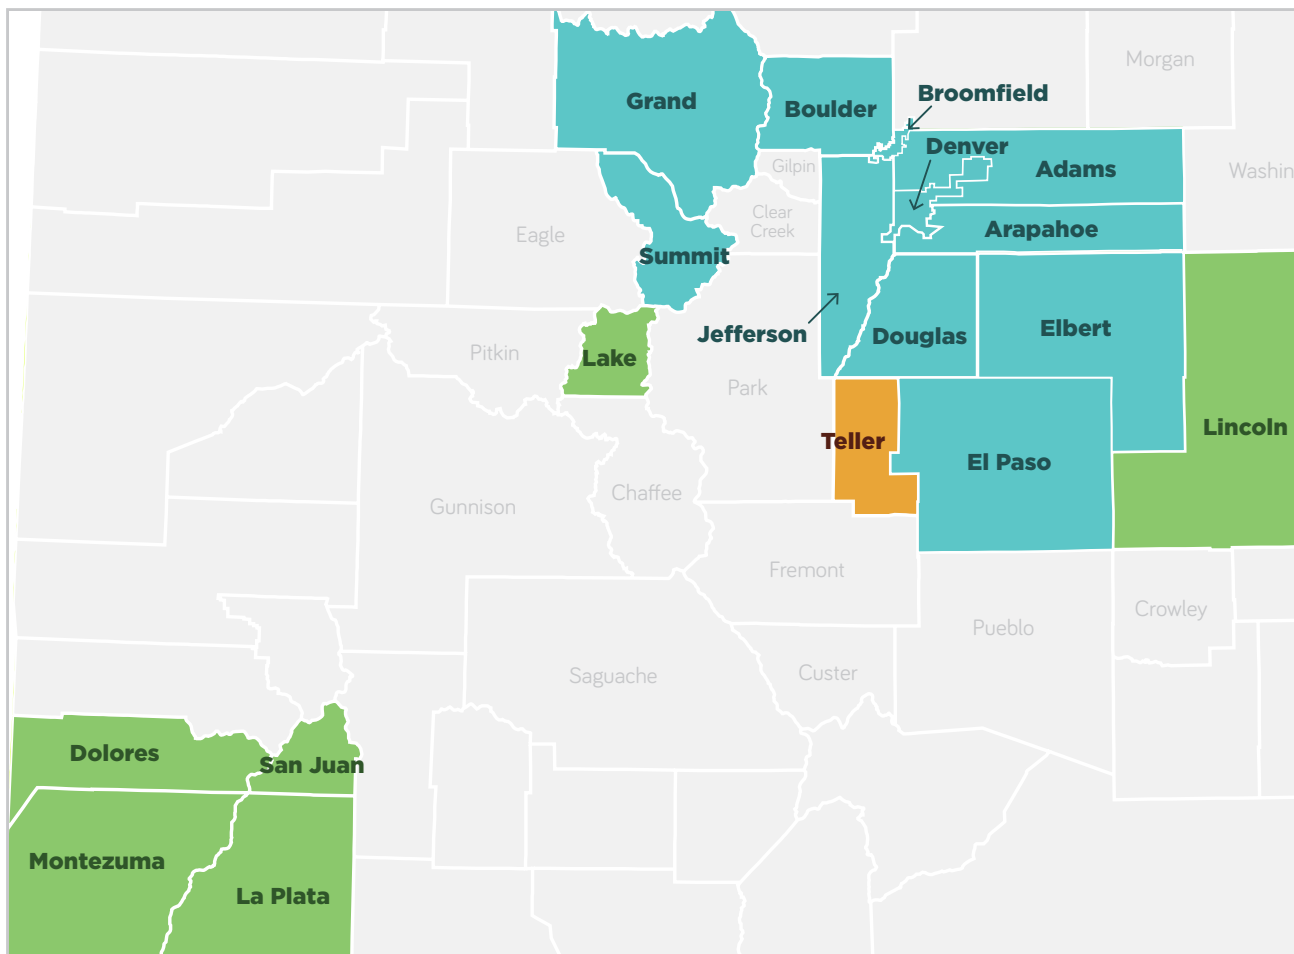 Morgan
Broomfield
Grand
Boulder
Denver
Gilpin
Adams
Washin
Clear
Creek
Arapahoe
Eagle
Summit
Jefferson
Douglas
Elbert
Pitkin
Lake
Park
Lincoln
Teller
El Paso
Chaffee
Gunnison
Fremont
Crowley
Pueblo
Saguache
Custer
Dolores
San Juan
Montezuma
La Plata